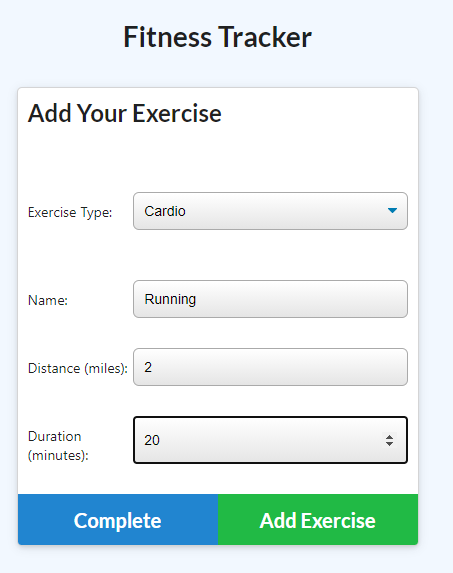 Fitness Tracker
Add Your Exercise
Exercise Type: Cardio
Name: Running
Distance (miles): 2
Duration (minutes): 20
Complete Add Exercise